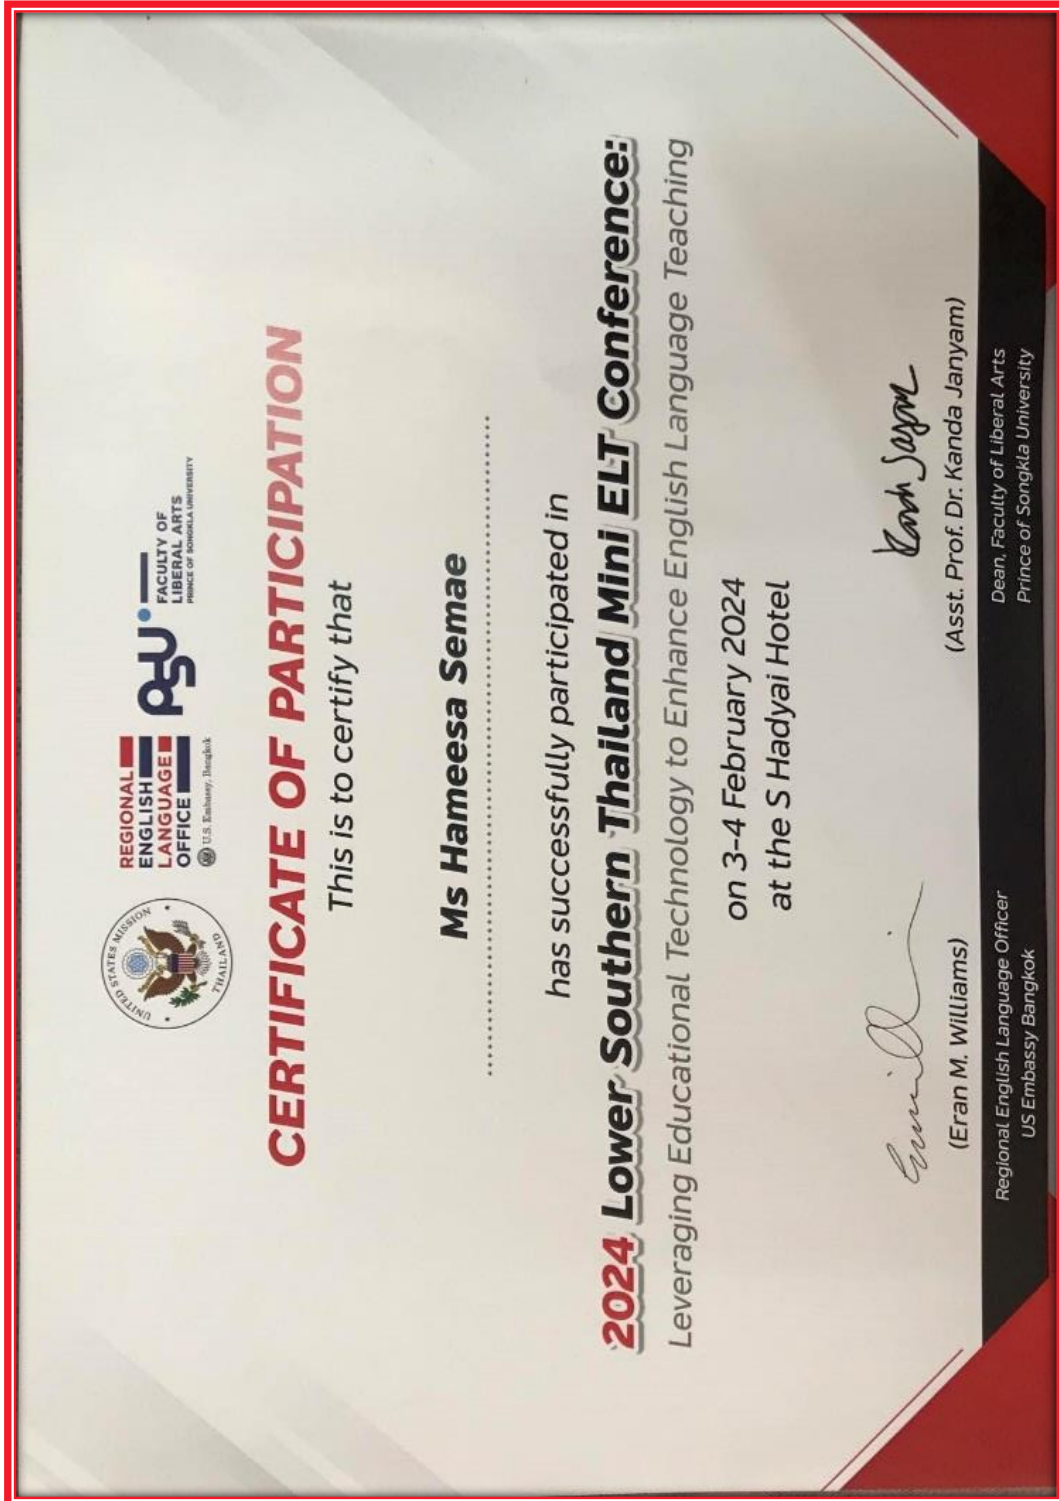 UNITED STATES MISSION
THAILAND
REGIONAL
ENGLISH
LANGUAGE
OFFICE
U.S. Embassy, Bangkok
PSU
FACULTY OF
LIBERAL ARTS
PRINCE OF SONGKLA UNIVERSITY
CERTIFICATE OF PARTICIPATION
This is to certify that
Ms Hameesa Semae
has successfully participated in
2024 Lower Southern Thailand Mini ELT Conference:
Leveraging Educational Technology to Enhance English Language Teaching
on 3-4 February 2024
at the S Hadyai Hotel
(Eran M. Williams)
Regional English Language Officer
US Embassy Bangkok
(Asst. Prof. Dr. Kanda Janyam)
Dean, Faculty of Liberal Arts
Prince of Songkla University